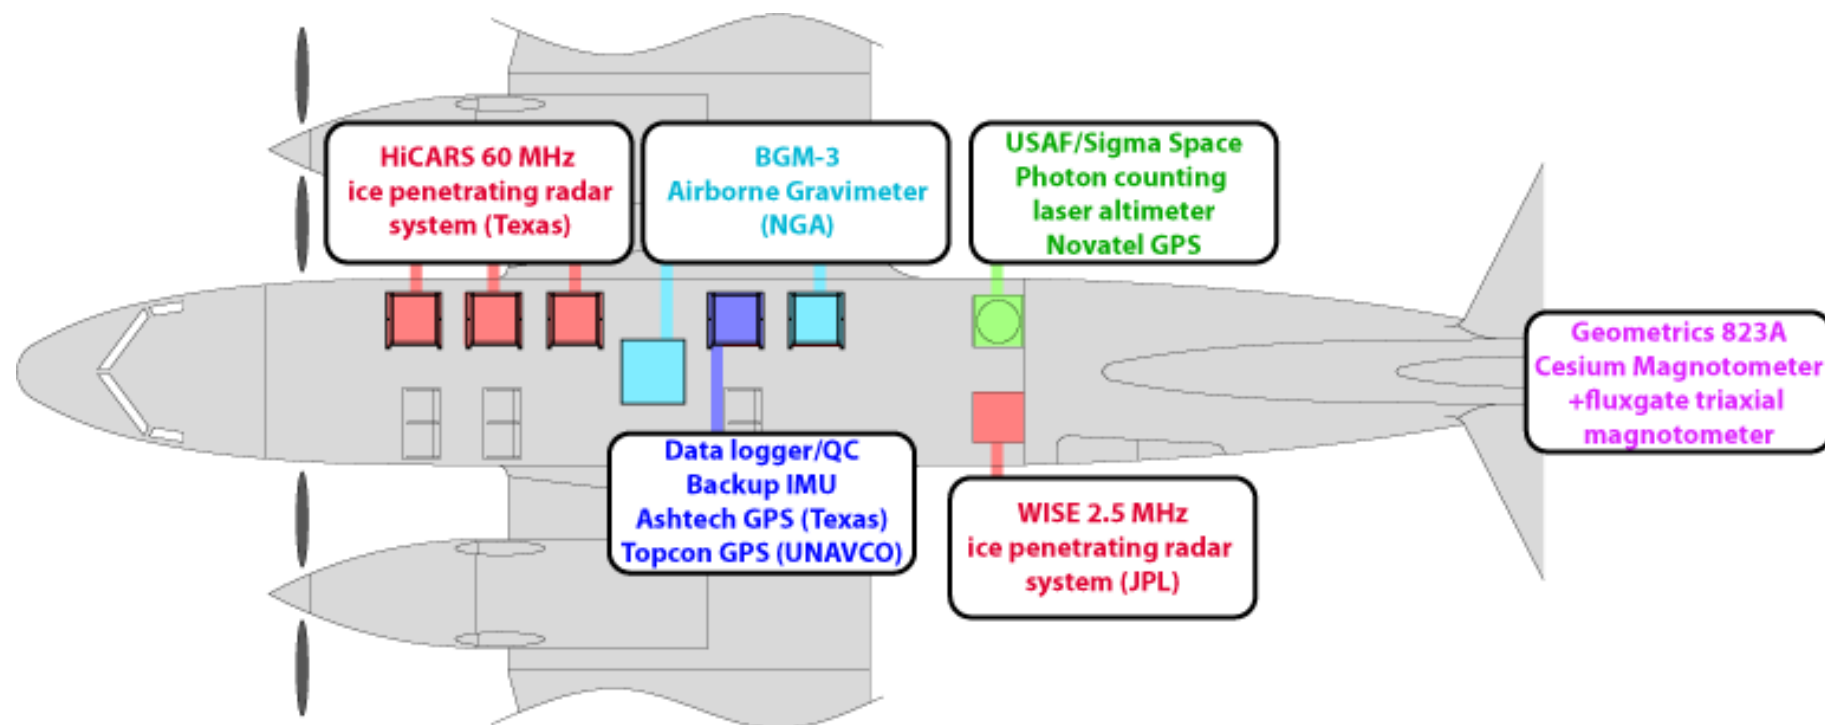 HiCARS 60 MHz
ice penetrating radar
system (Texas)
BGM-3
Airborne Gravimeter
(NGA)
USAF/Sigma Space
Photon counting
laser altimeter
Novatel GPS
Geometrics 823A
Cesium Magnotometer
+fluxgate triaxial
magnotometer
Data logger/QC
Backup IMU
Ashtech GPS (Texas)
Topcon GPS (UNAVCO)
WISE 2.5 MHz
ice penetrating radar
system (JPL)